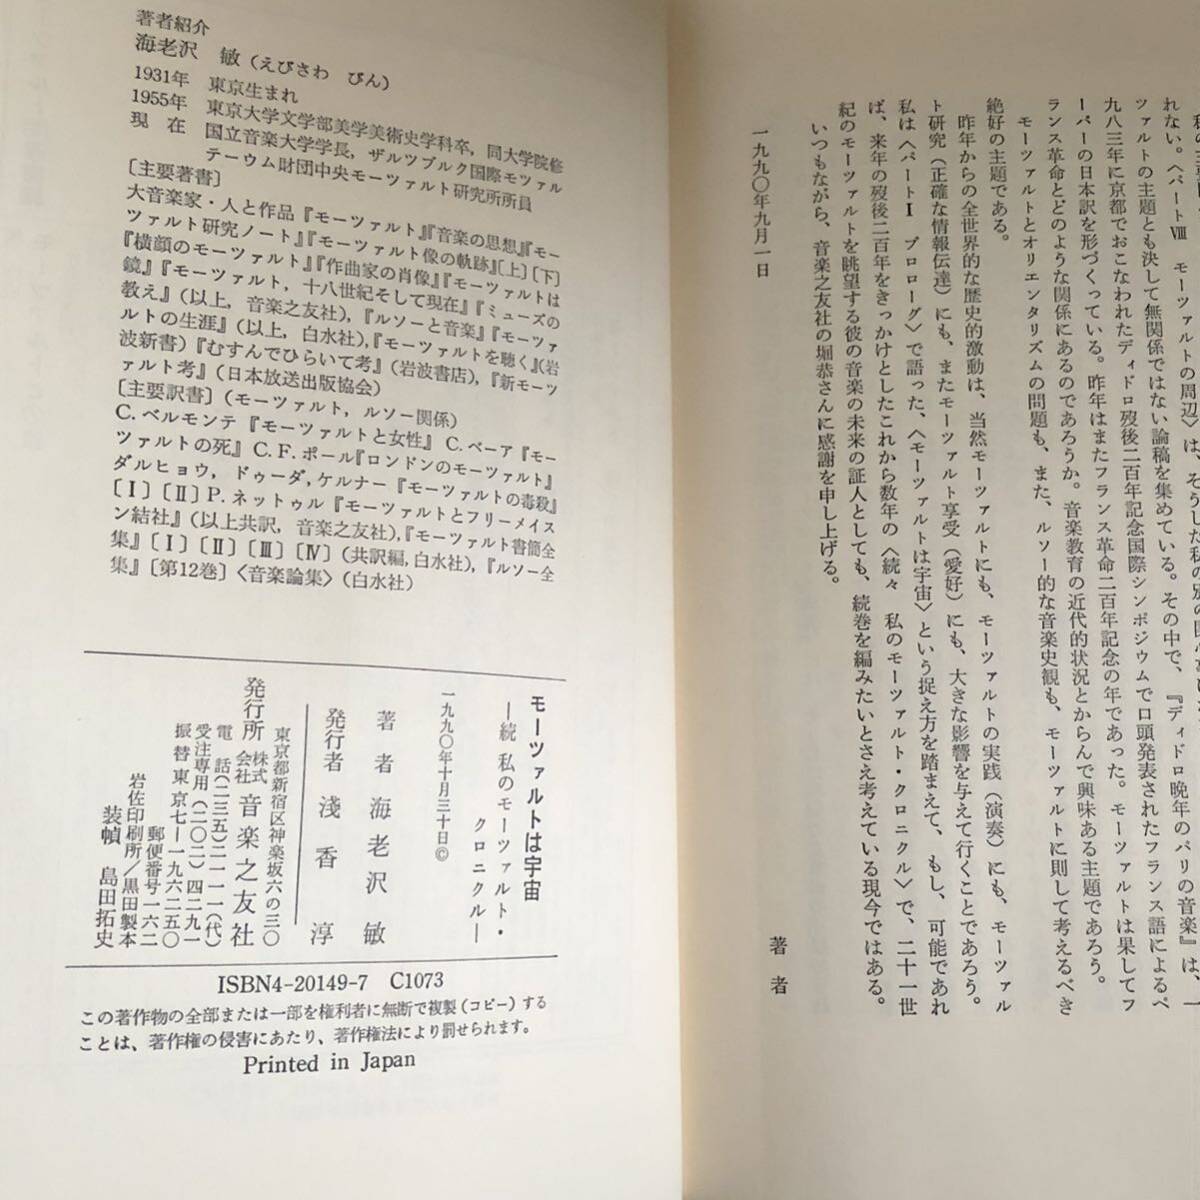 れない。〈パートⅧ　モーツァルトの周辺〉は、そうした私の
ツァルトの主題とも決して無関係ではない論稿を集めている。その中で、『ディドロ晩年のパリの音楽』は、一
九八三年に京都でおこなわれたディドロ歿後二百年記念国際シンポジウムで口頭発表されたフランス語によるペ
ーパーの日本訳を形づくっている。昨年はまたフランス革命二百年記念の年であった。モーツァルトは果してフ
ランス革命とどのような関係にあるのであろうか。音楽教育の近代的状況とからんで興味ある主題であろう。
モーツァルトとオリエンタリズムの問題も、また、ルソー的な音楽史観も、モーツァルトに則して考えるべき
絶好の主題である。
昨年からの全世界的な歴史的激動は、当然モーツァルトにも、モーツァルトの実践（演奏）にも、モーツァル
ト研究（正確な情報伝達）にも、またモーツァルト享受（愛好）にも、大きな影響を与えて行くことであろう。
私は〈パートⅠ　プロローグ〉で語った、〈モーツァルトは宇宙〉という捉え方を踏まえて、もし、可能であれ
ば、来年の歿後二百年をきっかけとしたこれから数年の〈続々　私のモーツァルト・クロニクル〉で、二十一世
紀のモーツァルトを眺望する彼の音楽の未来の証人としても、続巻を編みたいとさえ考えている現今ではある。
いつもながら、音楽之友社の堀恭さんに感謝を申し上げる。
一九九〇年九月一日
著　者
著者紹介
海老沢　敏（えびさわ　びん）
1931年　東京生まれ
1955年　東京大学文学部美学美術史学科卒，同大学院修
現　在　国立音楽大学学長，ザルツブルク国際モツァル
テーウム財団中央モーツァルト研究所所員
〔主要著書〕
大音楽家・人と作品『モーツァルト』『音楽の思想』『モー
ツァルト研究ノート』『モーツァルト像の軌跡』〔上〕〔下〕
『横顔のモーツァルト』『作曲家の肖像』『モーツァルトは
鏡』『モーツァルト，十八世紀そして現在』『ミューズの
教え』（以上，音楽之友社），『ルソーと音楽』『モーツァ
ルトの生涯』（以上，白水社），『モーツァルトを聴く』（岩
波新書）『むすんでひらいて考』（岩波書店），『新モーツ
ァルト考』（日本放送出版協会）
〔主要訳書〕（モーツァルト，ルソー関係）
C. ベルモンテ『モーツァルトと女性』 C. ベーア『モー
ツァルトの死』 C. F. ポール『ロンドンのモーツァルト』
ダルヒョウ，ドゥーダ，ケルナー『モーツァルトの毒殺』
〔Ⅰ〕〔Ⅱ〕P. ネットゥル『モーツァルトとフリーメイス
ン結社』（以上共訳，音楽之友社），『モーツァルト書簡全
集』〔Ⅰ〕〔Ⅱ〕〔Ⅲ〕〔Ⅳ〕（共訳編，白水社），『ルソー全
集』〔第12巻〕〈音楽論集〉（白水社）
モーツァルトは宇宙
—続 私のモーツァルト・
クロニクル—
一九九〇年十月三十日©
著　者　海老沢　敏
発行者　淺香　淳
東京都新宿区神楽坂六の三〇
発行所　株式会社　音楽之友社
電　話（二三五）二一一一（代）
受注専用（二〇二）四二九一
振替東京七—一九六二五〇
郵便番号一六二
岩佐印刷所／黒田製本
装幀　島田拓史
ISBN4-20149-7　C1073
この著作物の全部または一部を権利者に無断で複製（コピー）する
ことは、著作権の侵害にあたり、著作権法により罰せられます。
Printed in Japan